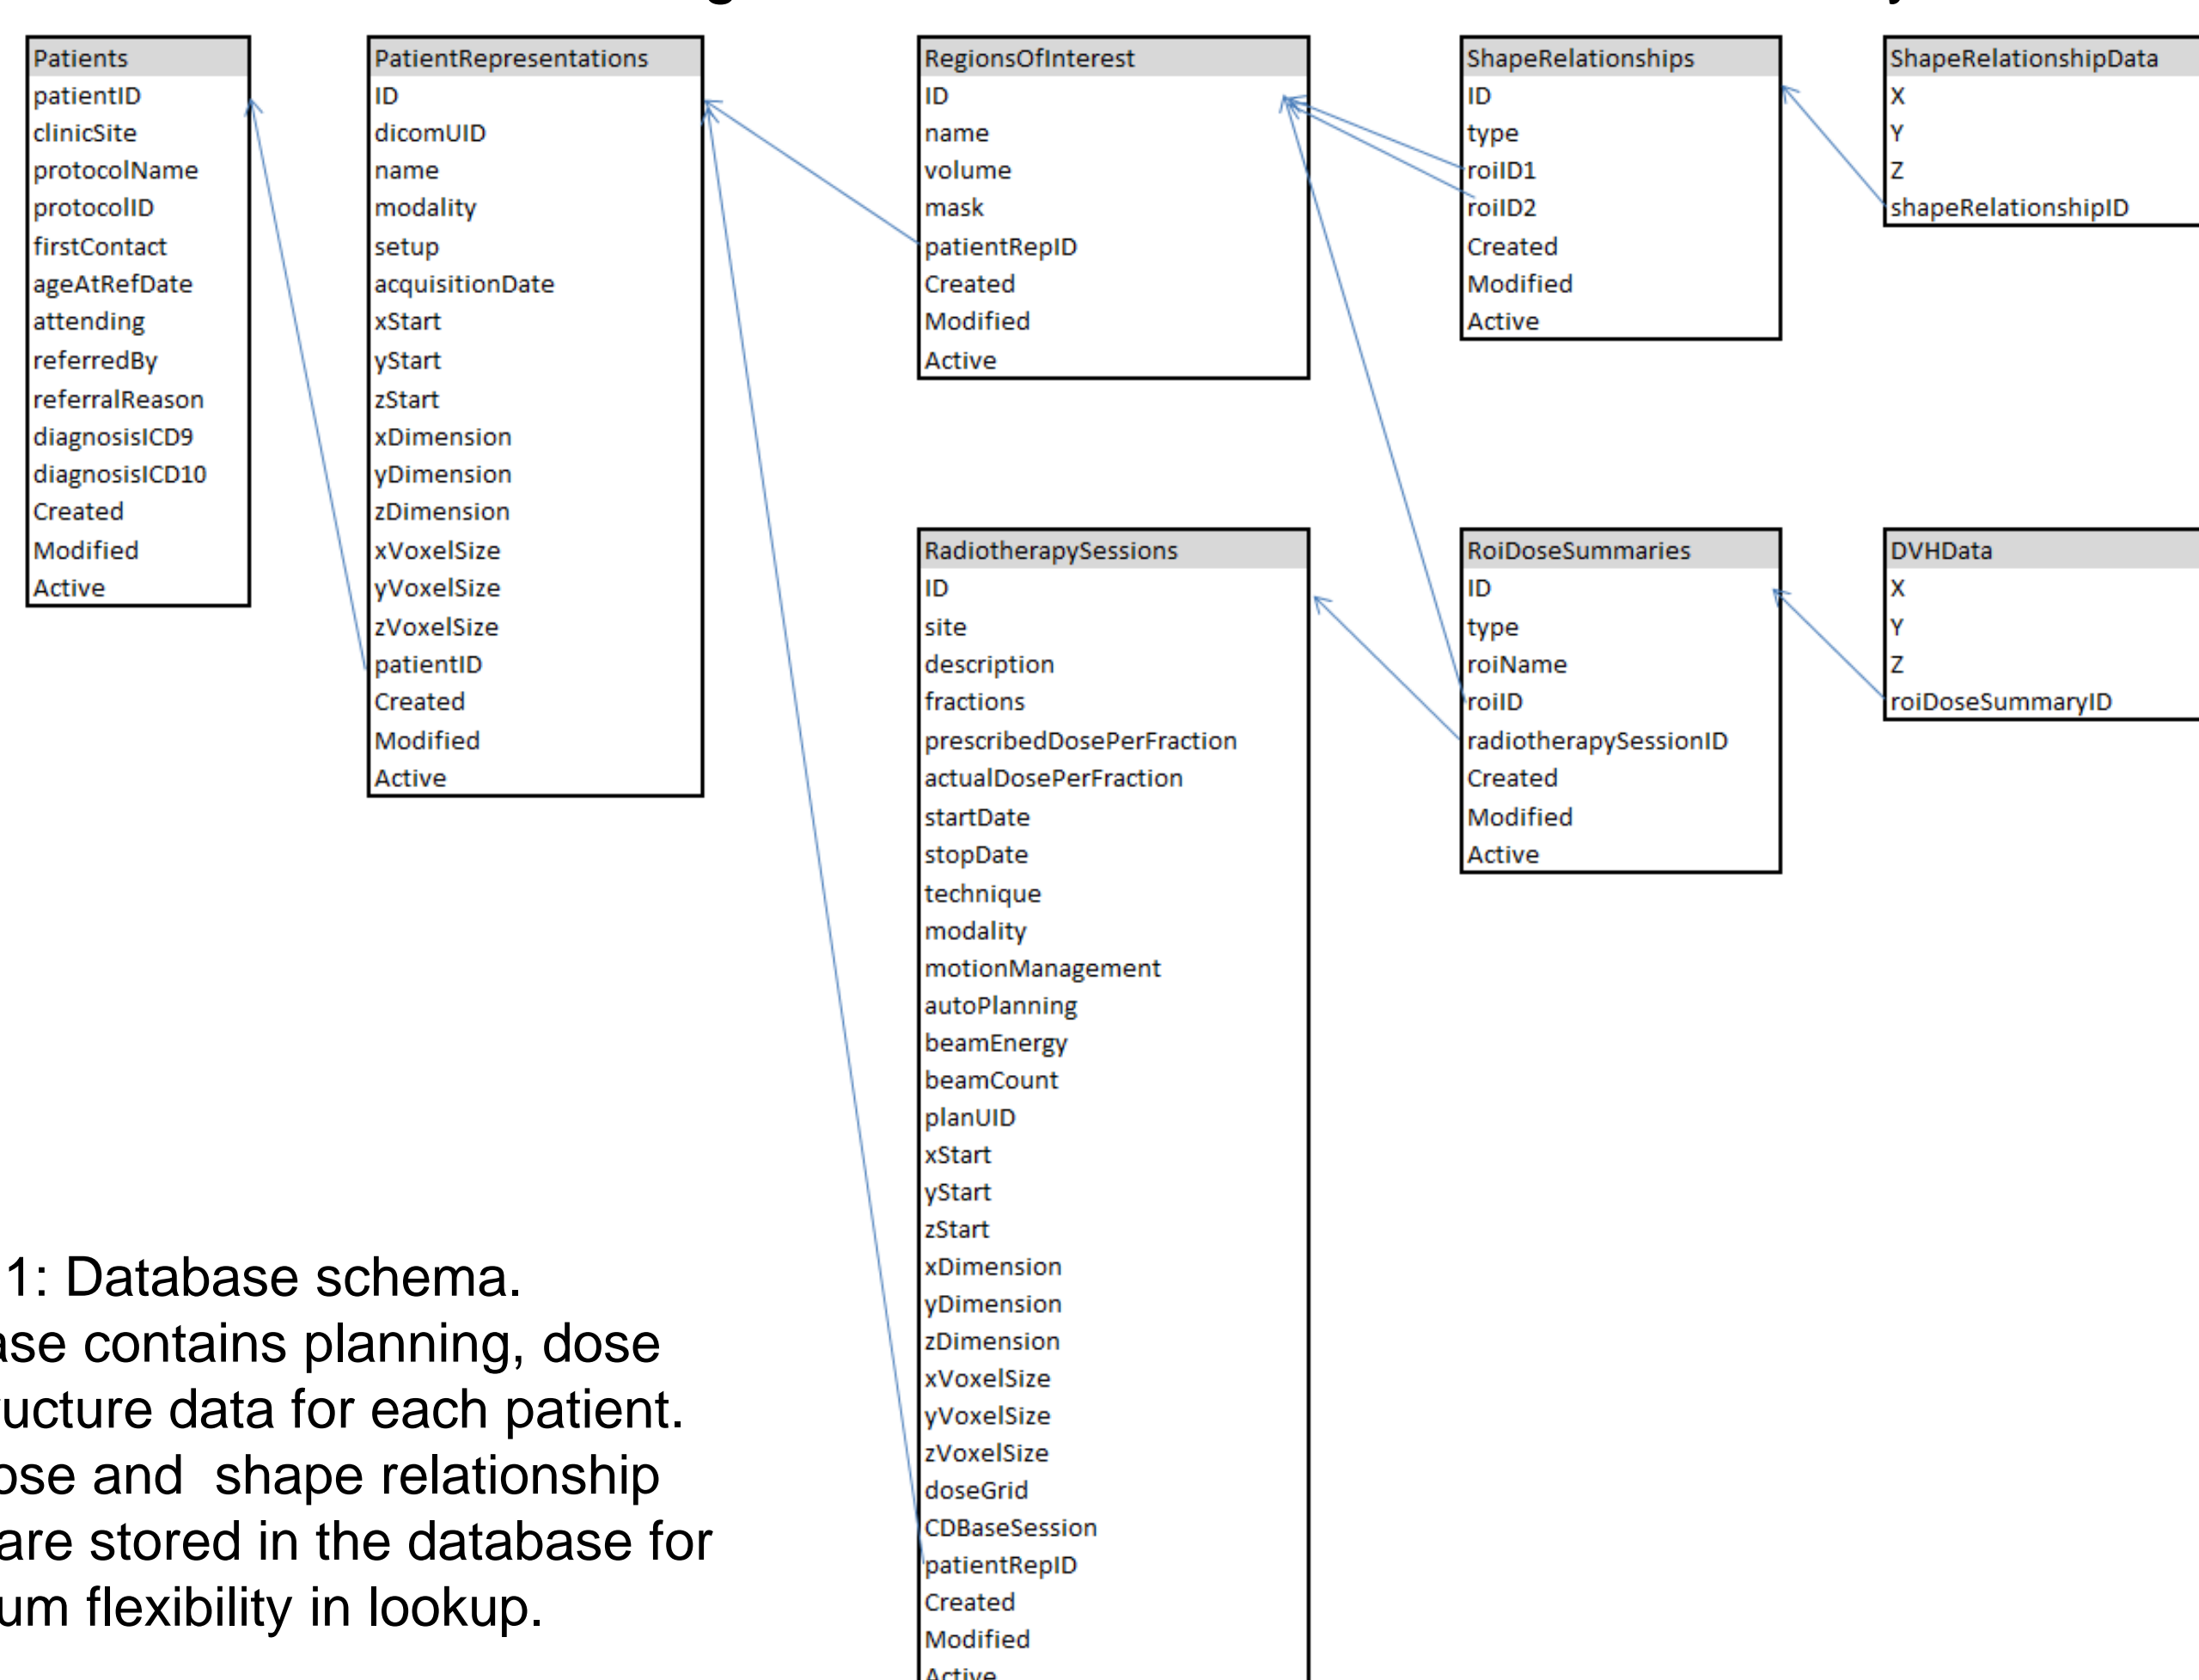 Patients
patientID
clinicSite
protocolName
protocolID
firstContact
ageAtRefDate
attending
referredBy
referralReason
diagnosisICD9
diagnosisICD10
Created
Modified
Active
PatientRepresentations
ID
dicomUID
name
modality
setup
acquisitionDate
xStart
yStart
zStart
xDimension
yDimension
zDimension
xVoxelSize
yVoxelSize
zVoxelSize
patientID
Created
Modified
Active
RegionsOfInterest
ID
name
volume
mask
patientRepID
Created
Modified
Active
ShapeRelationships
ID
type
roiID1
roiID2
Created
Modified
Active
ShapeRelationshipData
X
Y
Z
shapeRelationshipID
RadiotherapySessions
ID
site
description
fractions
prescribedDosePerFraction
actualDosePerFraction
startDate
stopDate
technique
modality
motionManagement
autoPlanning
beamEnergy
beamCount
planUID
xStart
yStart
zStart
xDimension
yDimension
zDimension
xVoxelSize
yVoxelSize
zVoxelSize
doseGrid
CDBaseSession
patientRepID
Created
Modified
Active
RoiDoseSummaries
ID
type
roiName
roiID
radiotherapySessionID
Created
Modified
Active
DVHData
X
Y
Z
roiDoseSummaryID
1: Database schema.
contains planning, dose
data for each patient.
and shape relationship
are stored in the database for
flexibility in lookup.